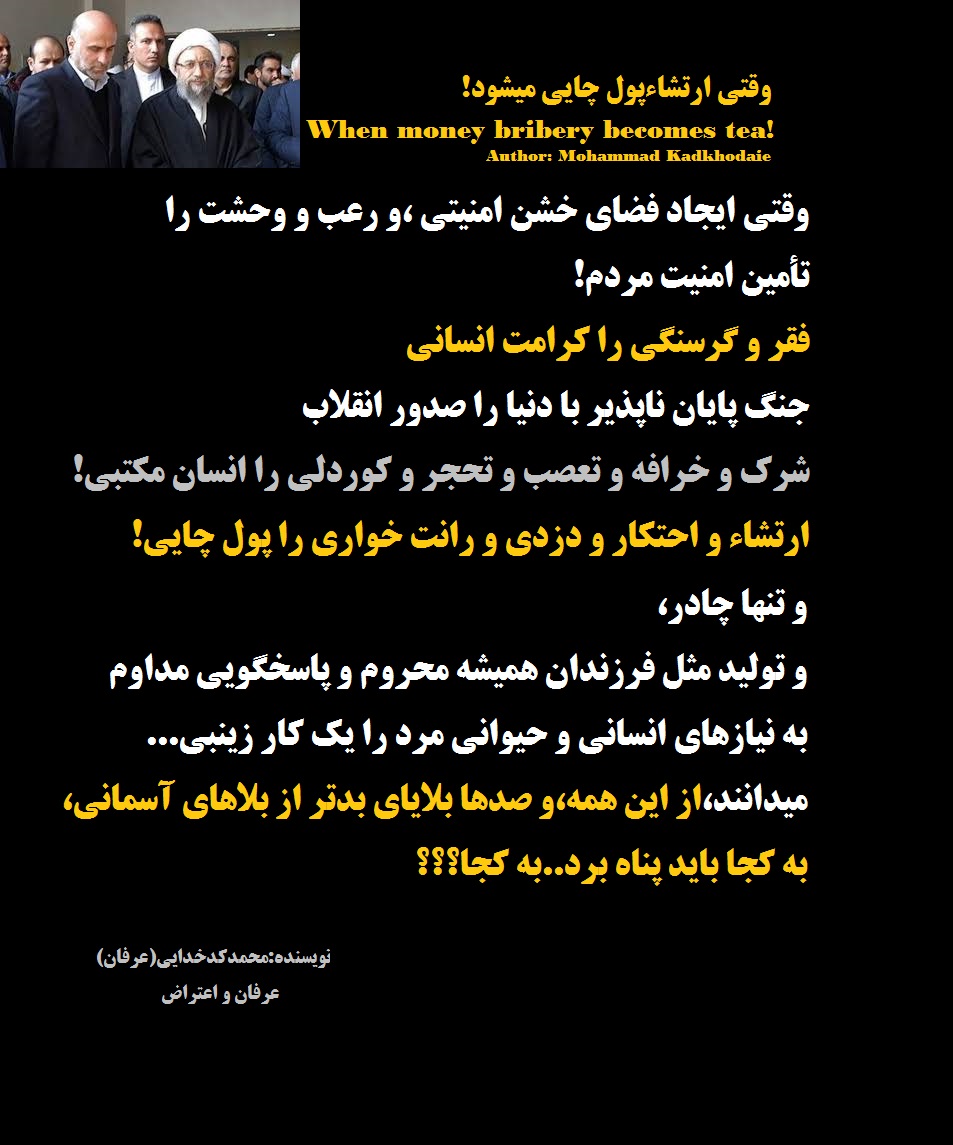 وقتی ارتشاءپول چایی میشود!
When money bribery becomes tea!
Author: Mohammad Kadkhodaie
وقتی ایجاد فضای خشن امنیتی ،و رعب و وحشت را
تأمین امنیت مردم!
فقر و گرسنگی را کرامت انسانی
جنگ پایان ناپذیر با دنیا را صدور انقلاب
شرک و خرافه و تعصب و تحجر و کوردلی را انسان مکتبی!
ارتشاء و احتکار و دزدی و رانت خواری را پول چایی!
و تنها چادر،
و تولید مثل فرزندان همیشه محروم و پاسخگویی مداوم
به نیازهای انسانی و حیوانی مرد را یک کار زینبی...
میدانند،از این همه،و صدها بلایای بدتر از بلاهای آسمانی،
به کجا باید پناه برد..به کجا؟؟؟
نویسنده:محمدکدخدایی(عرفان)
عرفان و اعتراض